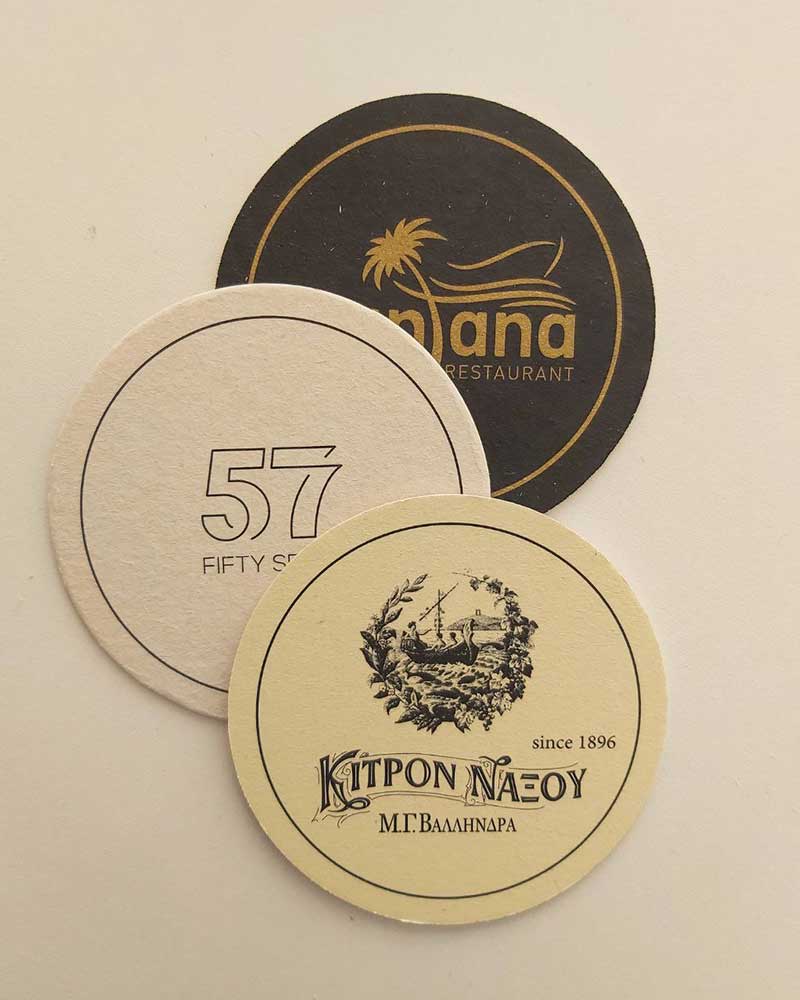 ana
RESTAURANT
57
FIFTY
since 1896
ΚΙΤΡΟΝ ΝΑΞΟΥ
Μ.Γ. ΒΑΛΛΗΝΔΡΑ